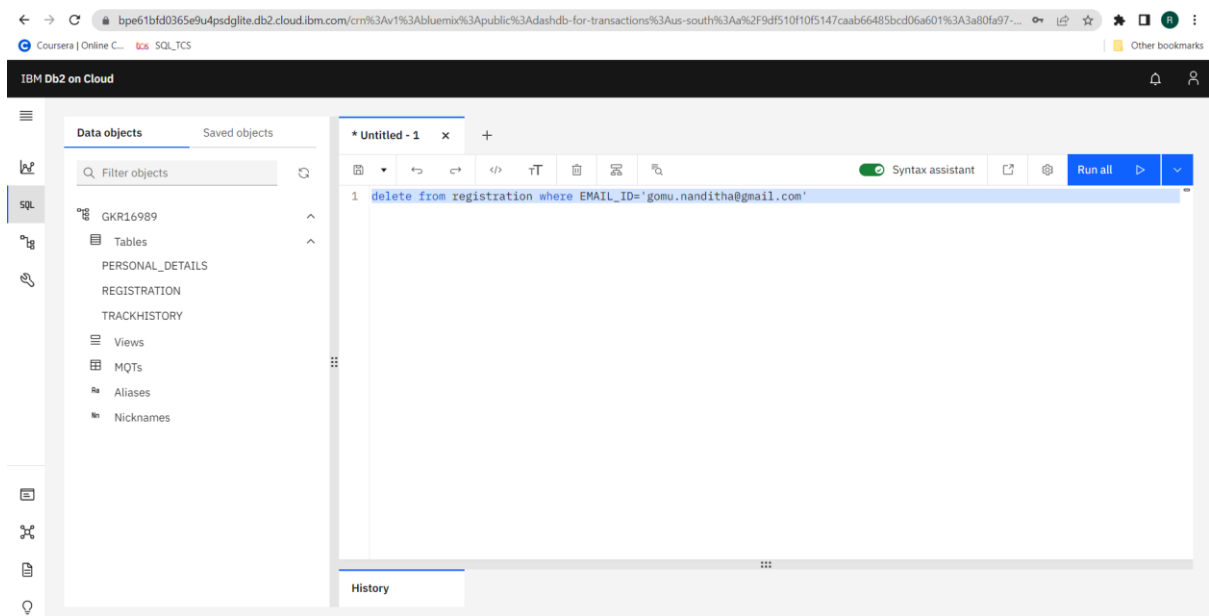 bpe61bfd0365e9u4psdglite.db2.cloud.ibm.com/crn%3Av1%3Abluemix%3Apublic%3Adashdb-for-transactions%3Aus-south%3Aa%2F9df510f10f5147caab66485bcd06a601%3A3a80fa97-...
R
Coursera | Online C...
tcs SQL_TCS
Other bookmarks
IBM Db2 on Cloud
Data objects
Saved objects
* Untitled - 1 x +
Filter objects
</> TT
Syntax assistant
Run all
SQL
1 delete from registration where EMAIL_ID='gomu.nanditha@gmail.com'
GKR16989
Tables
PERSONAL_DETAILS
REGISTRATION
TRACKHISTORY
Views
MQTs
Aliases
Nn Nicknames
History